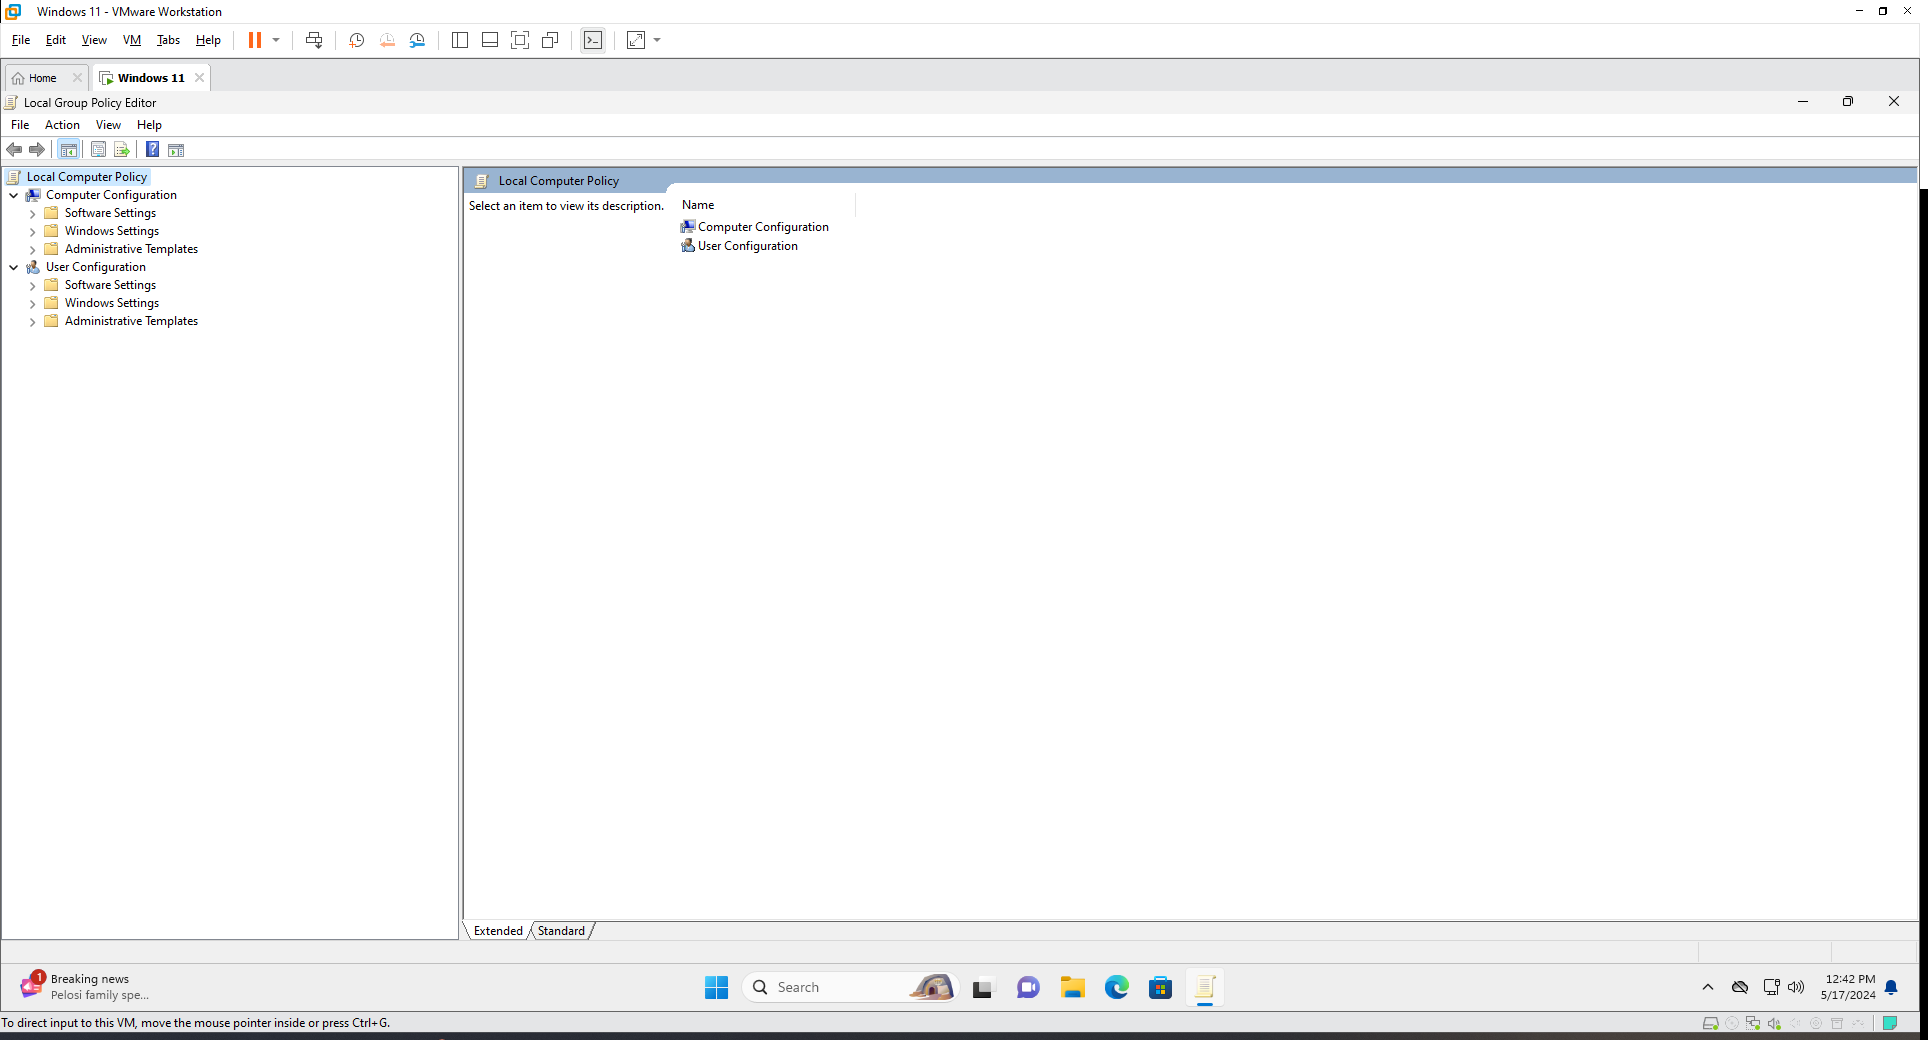 Windows 11 - VMware Workstation
File Edit View VM Tabs Help
Home Windows 11
Local Group Policy Editor
File Action View Help
Local Computer Policy
Computer Configuration
Software Settings
Windows Settings
Administrative Templates
User Configuration
Software Settings
Windows Settings
Administrative Templates
Local Computer Policy
Select an item to view its description.
Name
Computer Configuration
User Configuration
Extended Standard
1
Breaking news
Pelosi family spe...
Search
12:42 PM
5/17/2024
To direct input to this VM, move the mouse pointer inside or press Ctrl+G.